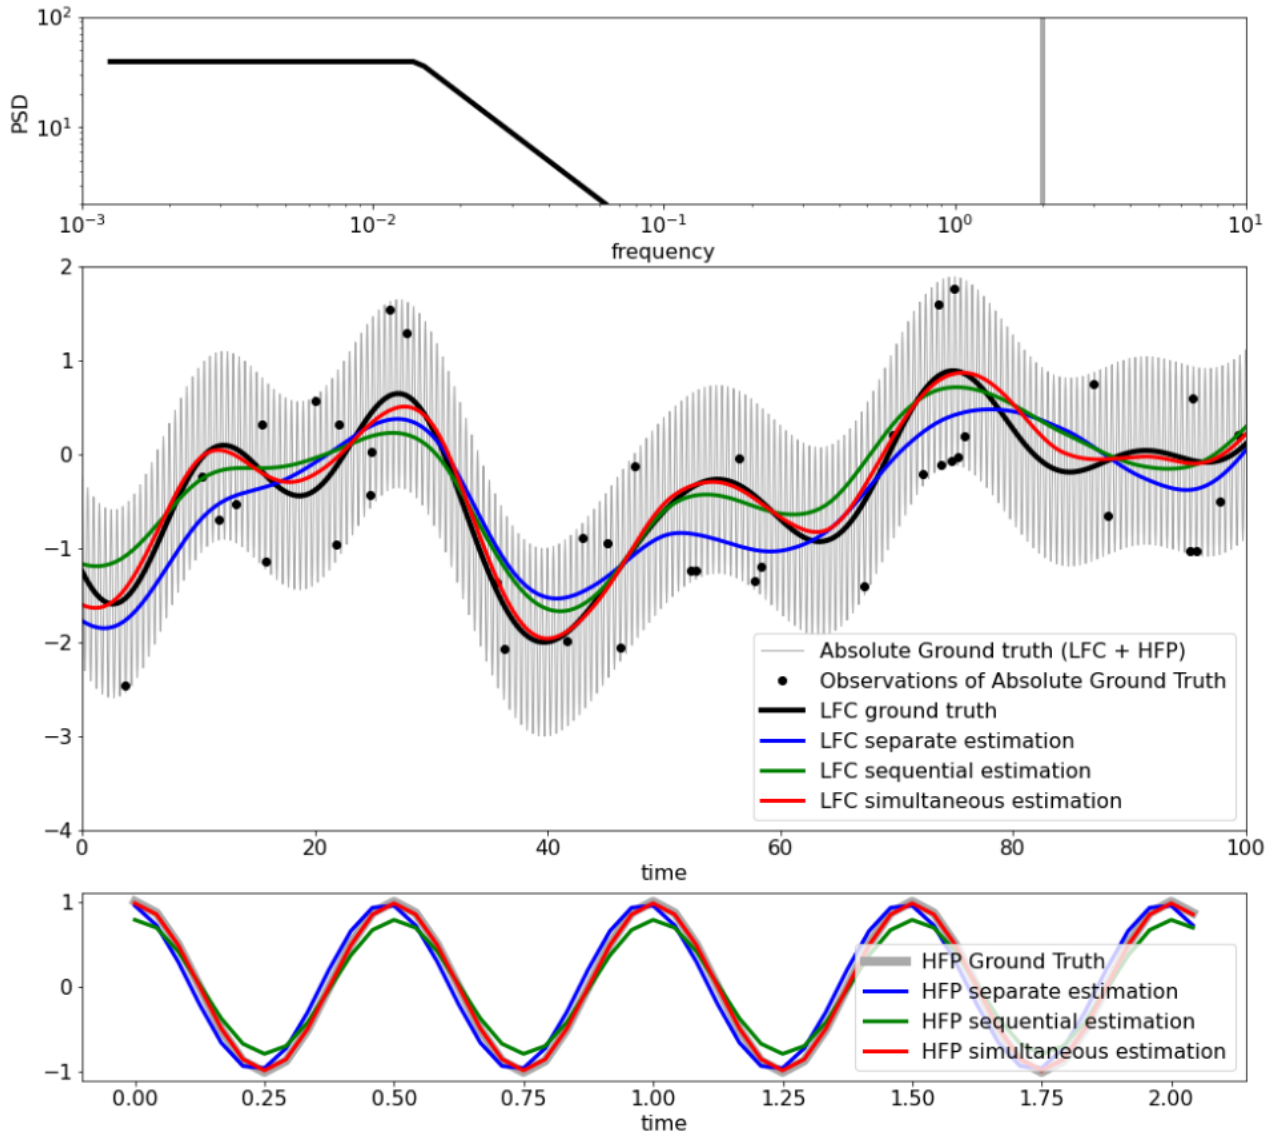 10²
PSD
10¹
10⁻³ 10⁻² 10⁻¹ 10⁰ 10¹
frequency
2
1
0
−1
−2
−3
−4
Absolute Ground truth (LFC + HFP)
Observations of Absolute Ground Truth
LFC ground truth
LFC separate estimation
LFC sequential estimation
LFC simultaneous estimation
0 20 40 60 80 100
time
1
0
−1
HFP Ground Truth
HFP separate estimation
HFP sequential estimation
HFP simultaneous estimation
0.00 0.25 0.50 0.75 1.00 1.25 1.50 1.75 2.00
time